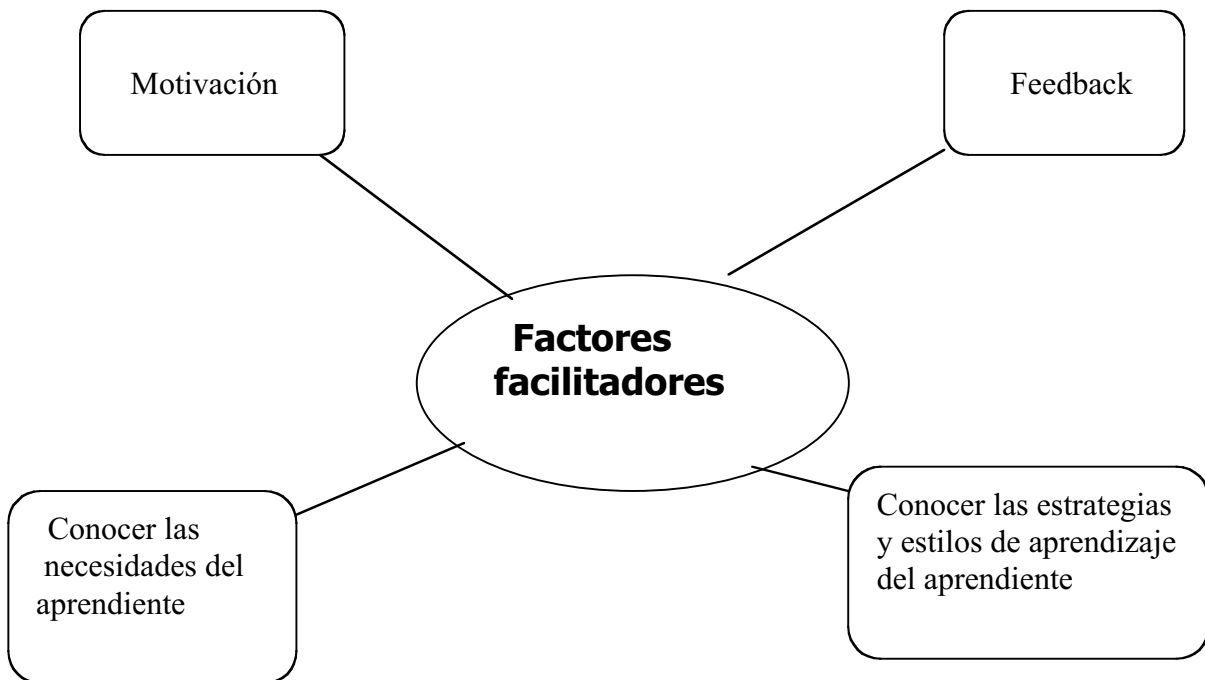 Motivación
Feedback
Factores
facilitadores
Conocer las
necesidades del
aprendiente
Conocer las estrategias
y estilos de aprendizaje
del aprendiente